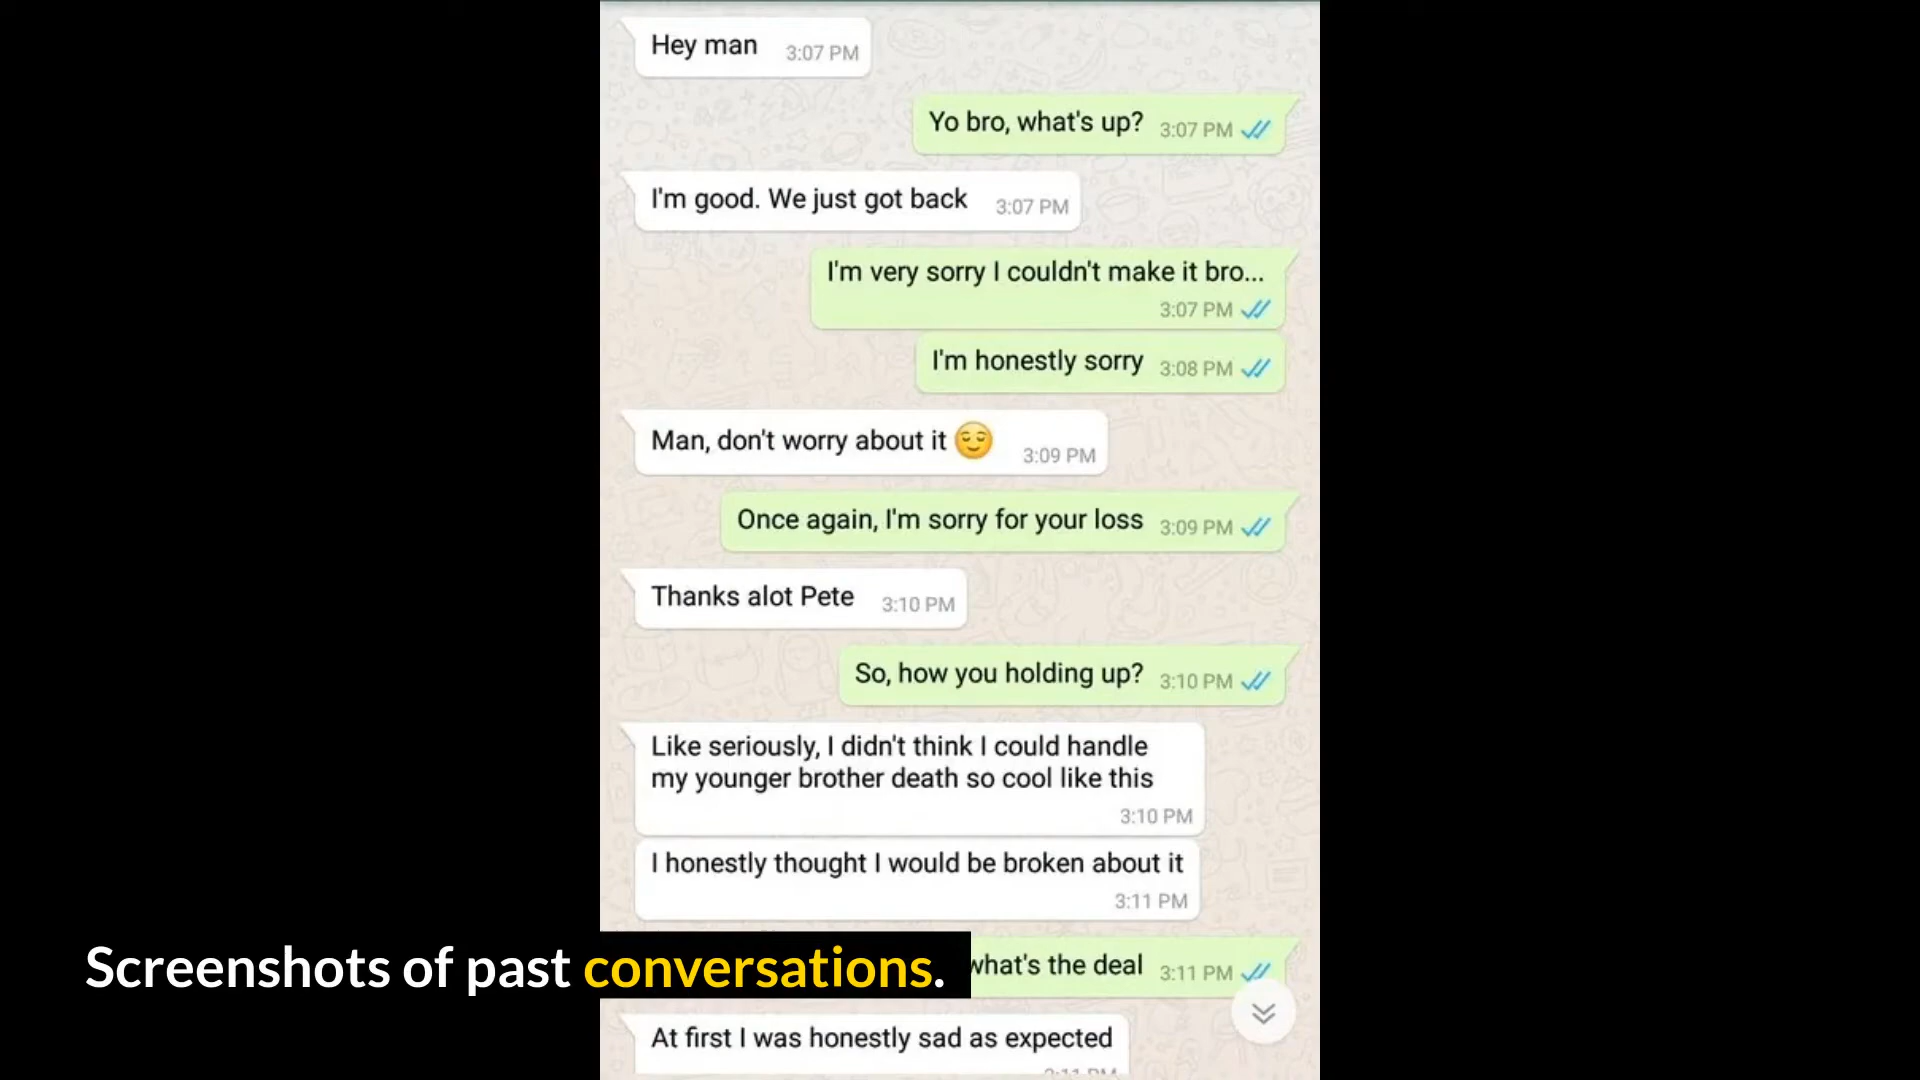 Hey man 3:07 PM
Yo bro, what's up? 3:07 PM
I'm good. We just got back 3:07 PM
I'm very sorry I couldn't make it bro...
3:07 PM
I'm honestly sorry 3:08 PM
Man, don't worry about it 😌 3:09 PM
Once again, I'm sorry for your loss 3:09 PM
Thanks alot Pete 3:10 PM
So, how you holding up? 3:10 PM
Like seriously, I didn't think I could handle
my younger brother death so cool like this
3:10 PM
I honestly thought I would be broken about it
3:11 PM
what's the deal 3:11 PM
Screenshots of past conversations.
At first I was honestly sad as expected
3:11 PM